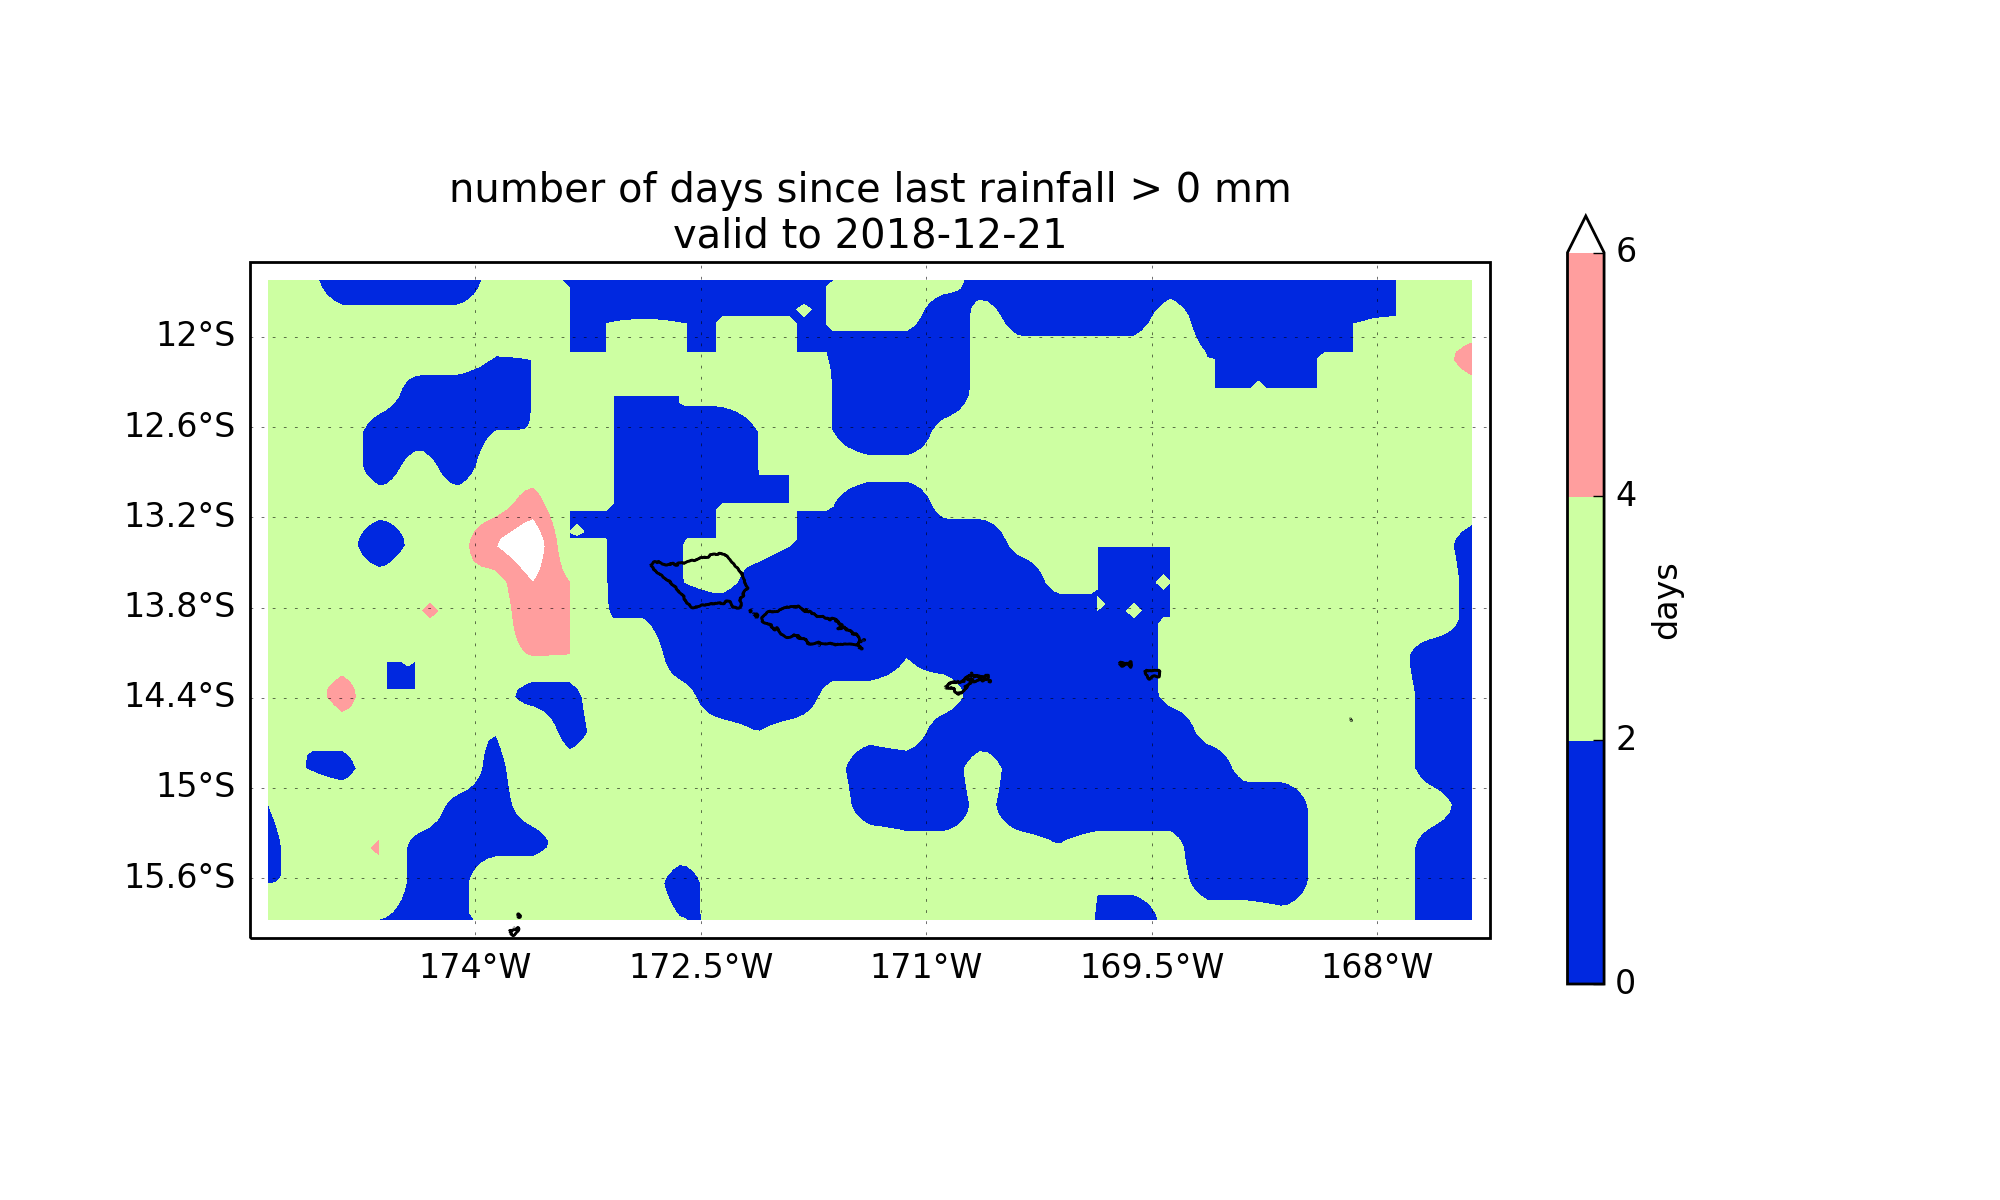 number of days since last rainfall > 0 mm
valid to 2018-12-21
12°S
12.6°S
13.2°S
13.8°S
14.4°S
15°S
15.6°S
174°W 172.5°W 171°W 169.5°W 168°W
6
4
2
0
days